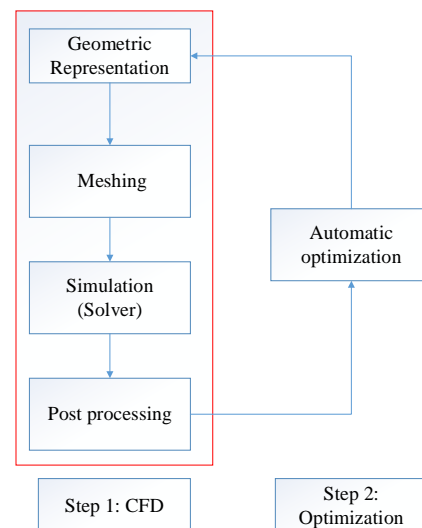 Geometric
Representation
Meshing
Automatic
optimization
Simulation
(Solver)
Post processing
Step 1: CFD
Step 2:
Optimization